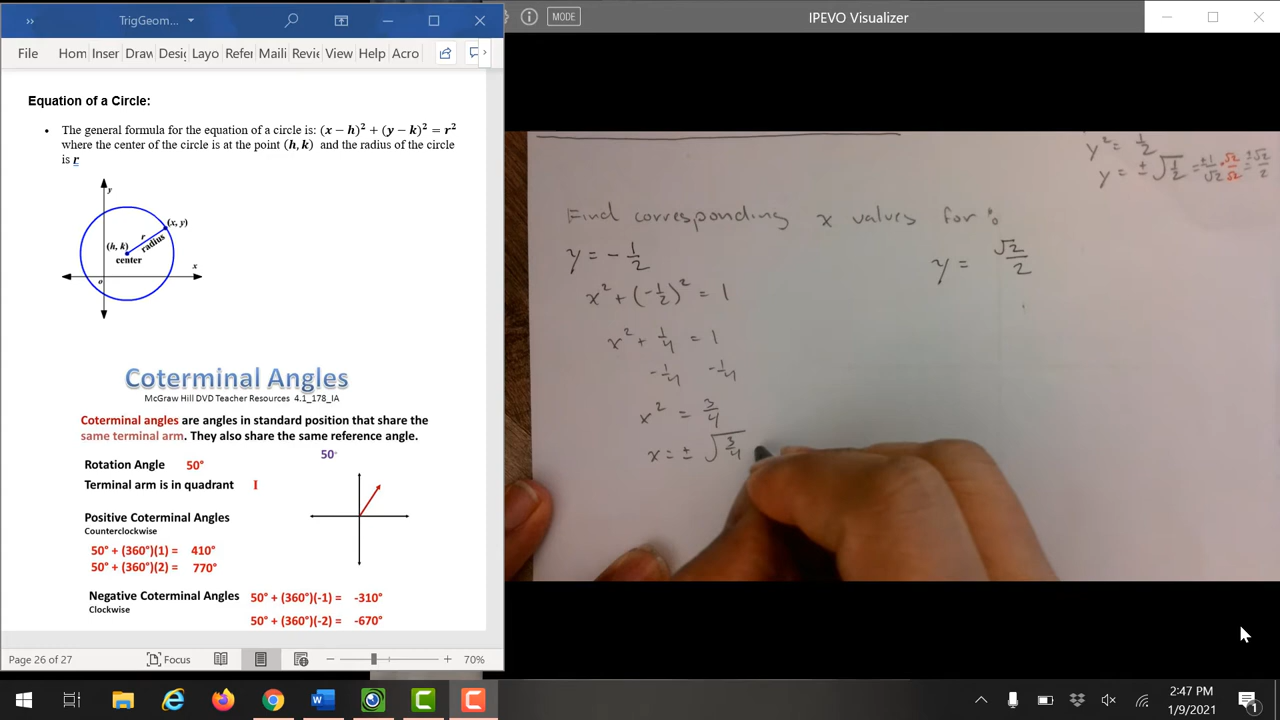 TrigGeom...
File Hom Inser Draw Desig Layo Refer Maili Revie View Help Acro
Equation of a Circle:
• The general formula for the equation of a circle is: (x − h)² + (y − k)² = r²
where the center of the circle is at the point (h, k) and the radius of the circle
is r
y
(x, y)
r
radius
(h, k)
center
x
o
Coterminal Angles
McGraw Hill DVD Teacher Resources 4.1_178_IA
Coterminal angles are angles in standard position that share the
same terminal arm. They also share the same reference angle.
50°
Rotation Angle 50°
Terminal arm is in quadrant I
Positive Coterminal Angles
Counterclockwise
50° + (360°)(1) = 410°
50° + (360°)(2) = 770°
Negative Coterminal Angles 50° + (360°)(-1) = -310°
Clockwise
50° + (360°)(-2) = -670°
Page 26 of 27 Focus 70%
MODE IPEVO Visualizer
y² = 1/2
y = ± √1/2 = ±1/√2 • √2/√2 = ±√2/2
Find corresponding x values for:
y = -1/2
x² + (-1/2)² = 1
x² + 1/4 = 1
-1/4 -1/4
x² = 3/4
x = ± √3/4
y = √2/2
2:47 PM
1/9/2021
1